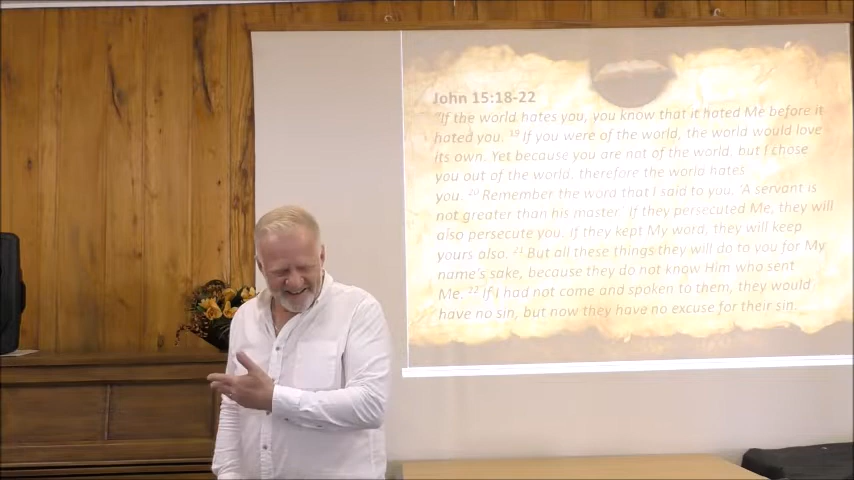 John 15:18-22
"If the world hates you, you know that it hated Me before it
hated you. 19 If you were of the world, the world would love
its own. Yet because you are not of the world, but I chose
you out of the world, therefore the world hates
you. 20 Remember the word that I said to you, 'A servant is
not greater than his master.' If they persecuted Me, they will
also persecute you. If they kept My word, they will keep
yours also. 21 But all these things they will do to you for My
name's sake, because they do not know Him who sent
Me. 22 If I had not come and spoken to them, they would
have no sin, but now they have no excuse for their sin.